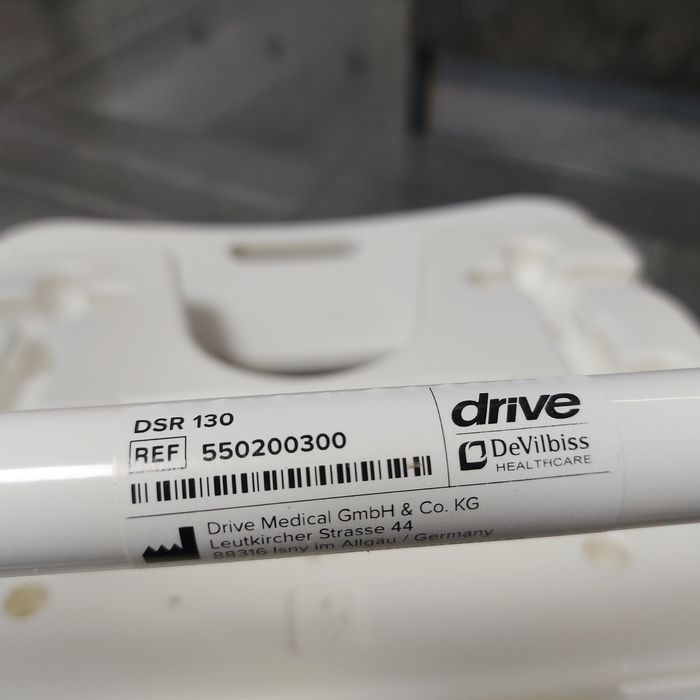 DSR 130
REF 550200300
drive
DeVilbiss
HEALTHCARE
Drive Medical GmbH & Co. KG
Leutkircher Strasse 44
88316 Isny im Allgäu / Germany